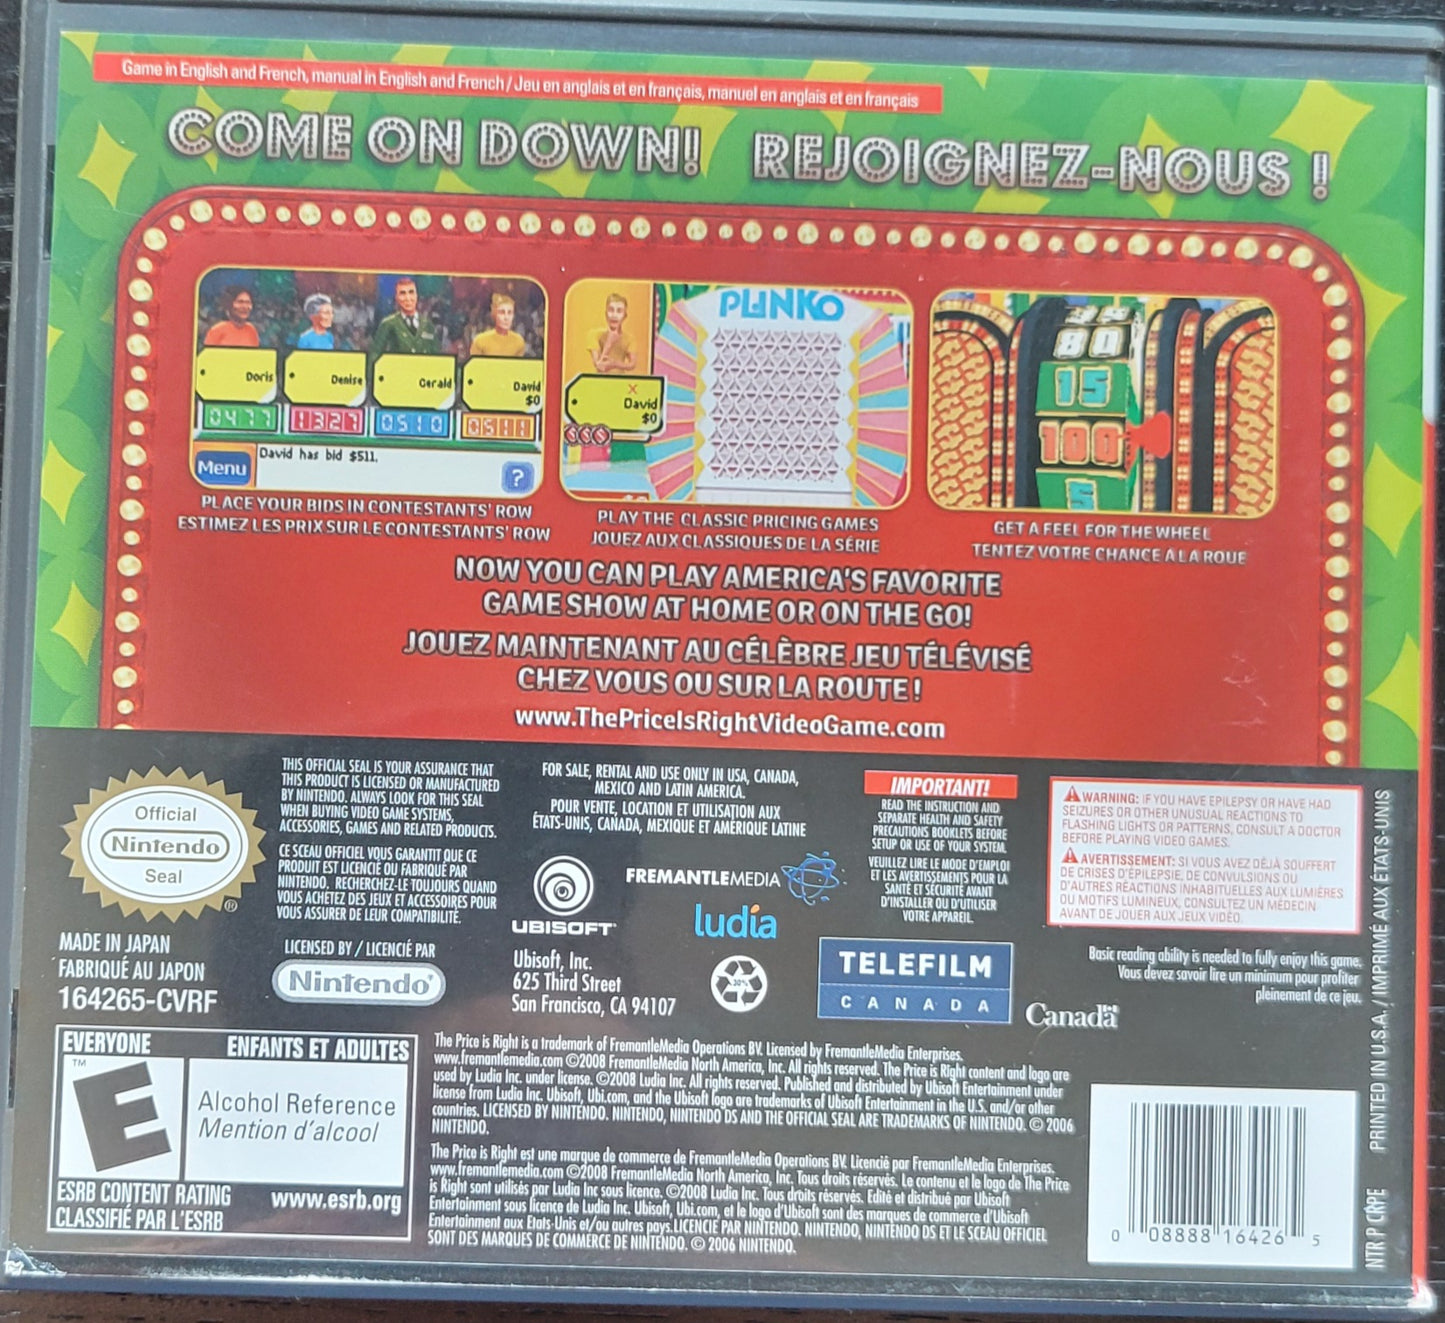 Game in English and French, manual in English and French / Jeu en anglais et en français, manuel en anglais et en français
COME ON DOWN! REJOIGNEZ-NOUS !
Doris
Denise
Gerald
David
$0
0477
1327
0510
0511
David has bid $511.
Menu
?
PLACE YOUR BIDS IN CONTESTANTS' ROW
ESTIMEZ LES PRIX SUR LE CONTESTANTS' ROW
PLINKO
X
David
$0
PLAY THE CLASSIC PRICING GAMES
JOUEZ AUX CLASSIQUES DE LA SÉRIE
80
15
100
5
GET A FEEL FOR THE WHEEL
TENTEZ VOTRE CHANCE A LA ROUE
NOW YOU CAN PLAY AMERICA'S FAVORITE
GAME SHOW AT HOME OR ON THE GO!
JOUEZ MAINTENANT AU CÉLÈBRE JEU TÉLÉVISÉ
CHEZ VOUS OU SUR LA ROUTE !
www.ThePriceIsRightVideoGame.com
Official
Nintendo
Seal
®
THIS OFFICIAL SEAL IS YOUR ASSURANCE THAT
THIS PRODUCT IS LICENSED OR MANUFACTURED
BY NINTENDO. ALWAYS LOOK FOR THIS SEAL
WHEN BUYING VIDEO GAME SYSTEMS,
ACCESSORIES, GAMES AND RELATED PRODUCTS.
CE SCEAU OFFICIEL VOUS GARANTIT QUE CE
PRODUIT EST LICENCIÉ OU FABRIQUÉ PAR
NINTENDO. RECHERCHEZ-LE TOUJOURS QUAND
VOUS ACHETEZ DES JEUX ET ACCESSOIRES POUR
VOUS ASSURER DE LEUR COMPATIBILITÉ.
MADE IN JAPAN
FABRIQUÉ AU JAPON
164265-CVRF
LICENSED BY / LICENCIÉ PAR
Nintendo®
FOR SALE, RENTAL AND USE ONLY IN USA, CANADA,
MEXICO AND LATIN AMERICA.
POUR VENTE, LOCATION ET UTILISATION AUX
ÉTATS-UNIS, CANADA, MEXIQUE ET AMÉRIQUE LATINE
UBISOFT
FREMANTLEMEDIA
ludia
Ubisoft, Inc.
625 Third Street
San Francisco, CA 94107
30%
IMPORTANT!
READ THE INSTRUCTION AND
SEPARATE HEALTH AND SAFETY
PRECAUTIONS BOOKLETS BEFORE
SETUP OR USE OF YOUR SYSTEM.
VEUILLEZ LIRE LE MODE D'EMPLOI
ET LES AVERTISSEMENTS POUR LA
SANTÉ ET SÉCURITÉ AVANT
D'INSTALLER OU D'UTILISER
VOTRE APPAREIL.
TELEFILM
CANADA
Canada
WARNING: IF YOU HAVE EPILEPSY OR HAVE HAD
SEIZURES OR OTHER UNUSUAL REACTIONS TO
FLASHING LIGHTS OR PATTERNS, CONSULT A DOCTOR
BEFORE PLAYING VIDEO GAMES.
AVERTISSEMENT: SI VOUS AVEZ DÉJÀ SOUFFERT
DE CRISES D'ÉPILEPSIE, DE CONVULSIONS OU
D'AUTRES RÉACTIONS INHABITUELLES AUX LUMIÈRES
OU MOTIFS LUMINEUX, CONSULTEZ UN MÉDECIN
AVANT DE JOUER AUX JEUX VIDÉO.
Basic reading ability is needed to fully enjoy this game.
Vous devez savoir lire un minimum pour profiter
pleinement de ce jeu.
EVERYONE ENFANTS ET ADULTES
E
TM
Alcohol Reference
Mention d'alcool
ESRB CONTENT RATING www.esrb.org
CLASSIFIÉ PAR L'ESRB
The Price is Right is a trademark of FremantleMedia Operations BV. Licensed by FremantleMedia Enterprises.
www.fremantlemedia.com ©2008 FremantleMedia North America, Inc. All rights reserved. The Price is Right content and logo are
used by Ludia Inc. under license. ©2008 Ludia Inc. All rights reserved. Published and distributed by Ubisoft Entertainment under
license from Ludia Inc. Ubisoft, Ubi.com, and the Ubisoft logo are trademarks of Ubisoft Entertainment in the U.S. and/or other
countries. LICENSED BY NINTENDO. NINTENDO, NINTENDO DS AND THE OFFICIAL SEAL ARE TRADEMARKS OF NINTENDO. © 2006
NINTENDO.
The Price is Right est une marque de commerce de FremantleMedia Operations BV. Licencié par FremantleMedia Enterprises.
www.fremantlemedia.com ©2008 FremantleMedia North America, Inc. Tous droits réservés. Le contenu et le logo de The Price
is Right sont utilisés par Ludia Inc sous licence. ©2008 Ludia Inc. Tous droits réservés. Edité et distribué par Ubisoft
Entertainment sous licence de Ludia Inc. Ubisoft, Ubi.com, et le logo d'Ubisoft sont des marques de commerce d'Ubisoft
Entertainment aux Etats-Unis et/ou autres pays.LICENCIE PAR NINTENDO. NINTENDO, NINTENDO DS ET LE SCEAU OFFICIEL
SONT DES MARQUES DE COMMERCE DE NINTENDO. © 2006 NINTENDO.
0 08888 16426 5
NTR P CRPE PRINTED IN U.S.A. / IMPRIMÉ AUX ÉTATS-UNIS